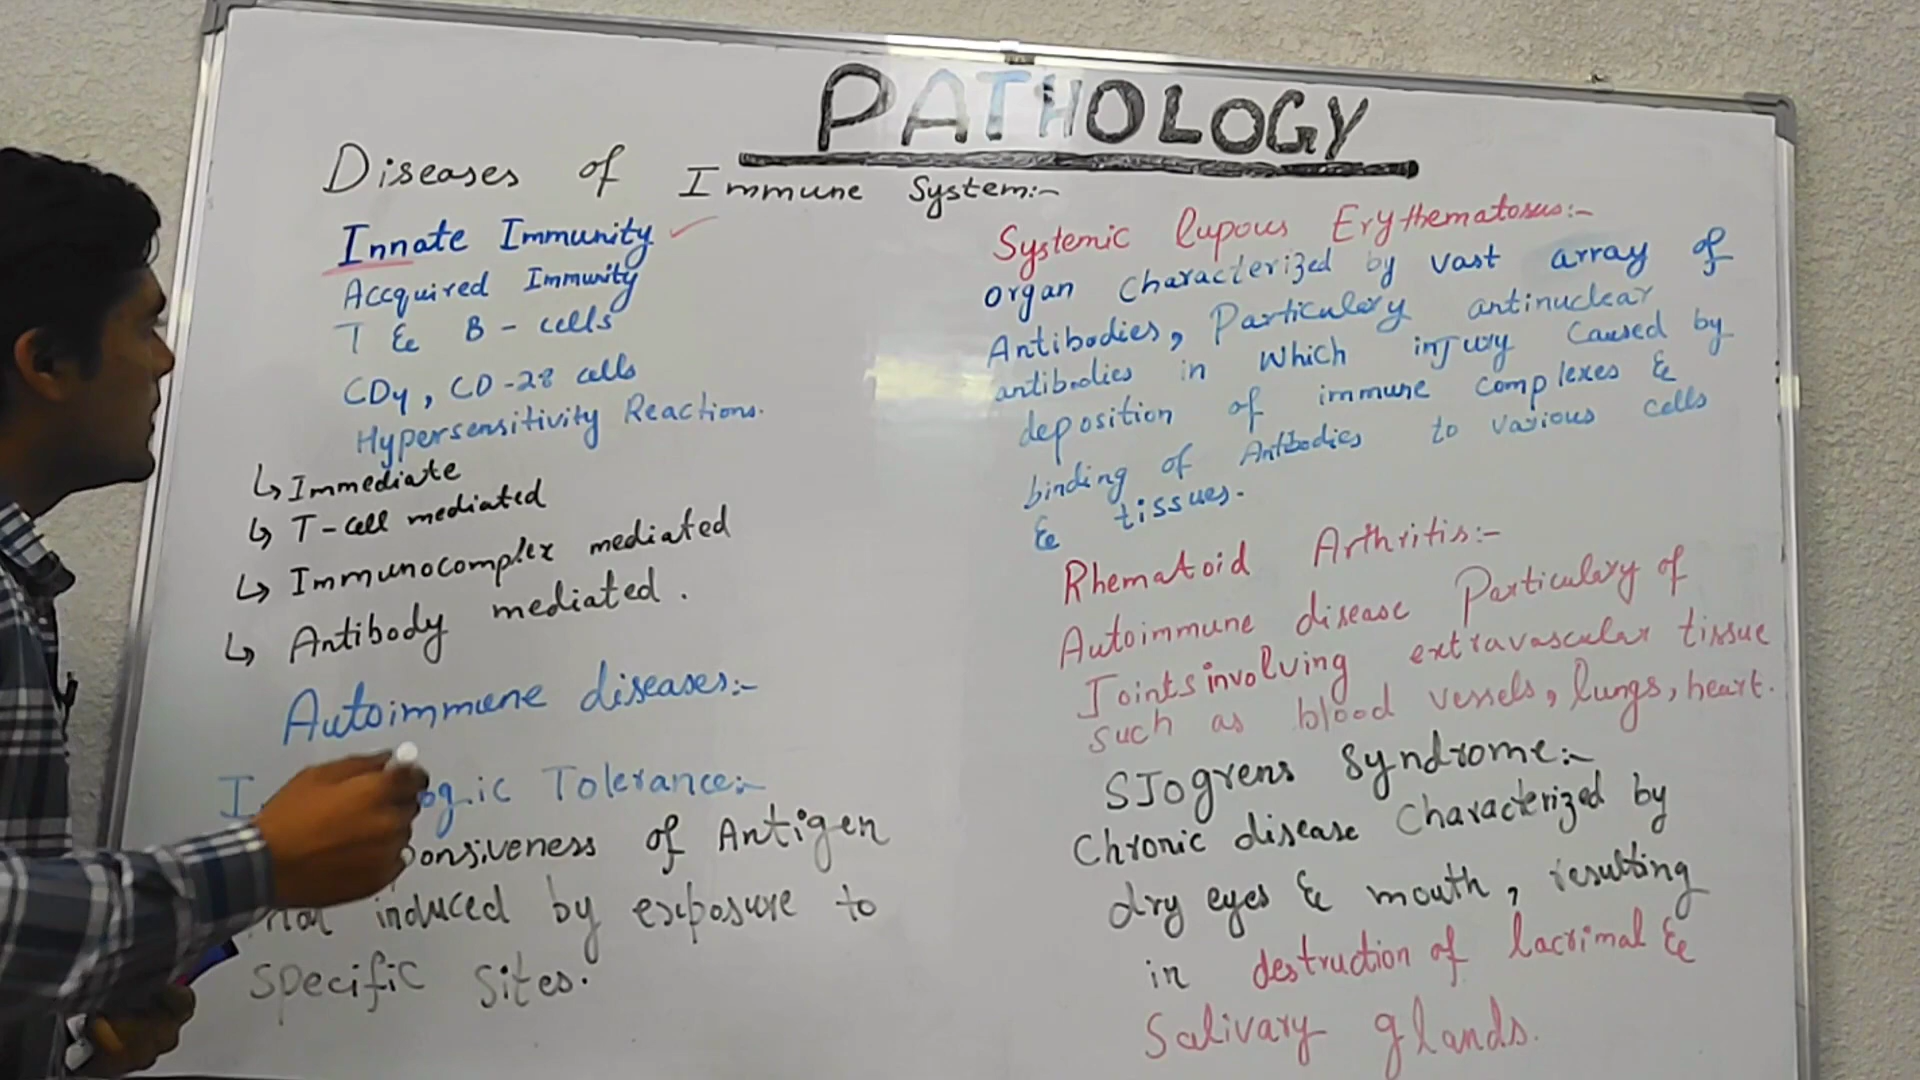 PATHOLOGY
Diseases of Immune System:-
Innate Immunity
Accquired Immunity
T & B - cells
CD4, CD-28 cells
Hypersensitivity Reactions.
↳ Immediate
↳ T-cell mediated
↳ Immunocomplex mediated
↳ Antibody mediated.
Autoimmune diseases:-
Tolerance:-
of Antigen
induced by exposure to
specific sites.
Systemic lupous Erythematosus:-
organ characterized by vast array of
Antibodies, Particulery antinuclear
antibodies in which injury caused by
deposition of immune complexes &
binding of Antibodies to various cells
& tissues.
Rhematoid Arthritis:-
Autoimmune disease Particulary of
Joints involving extravascular tissue
such as blood vessels, lungs, heart.
SJogrens Syndrome:-
Chronic disease characterized by
dry eyes & mouth, resulting
in destruction of lacrimal &
Salivary glands.